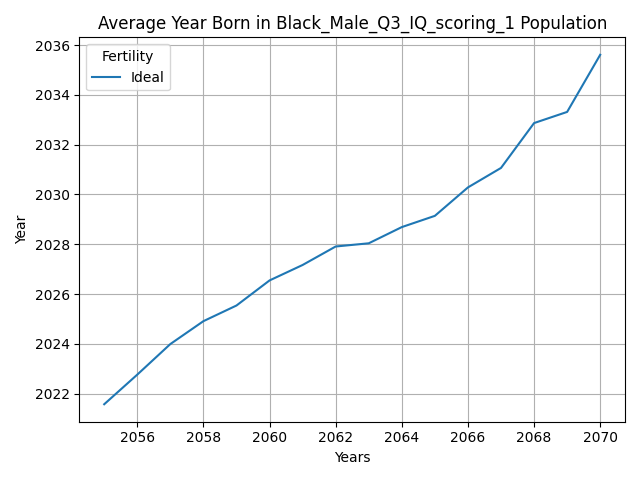 Average Year Born in Black_Male_Q3_IQ_scoring_1 Population
Fertility
Ideal
2036
2034
2032
2030
2028
2026
2024
2022
Year
2056 2058 2060 2062 2064 2066 2068 2070
Years